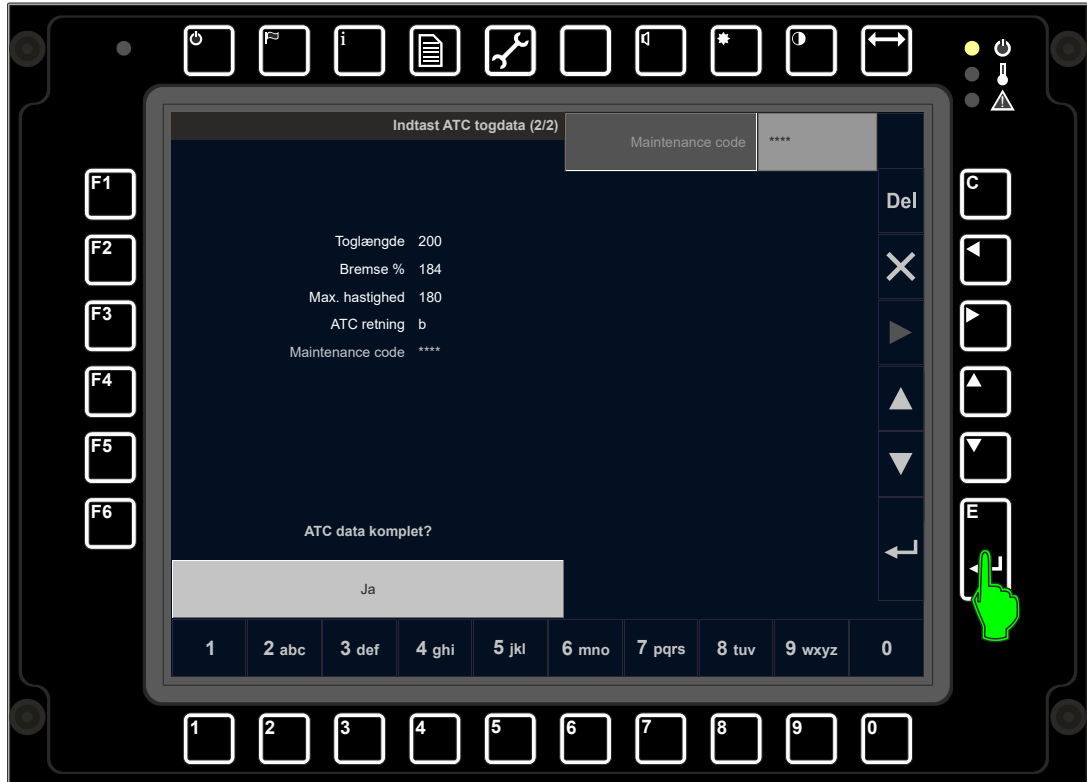 i
Indtast ATC togdata (2/2)
Maintenance code ****
F1
C
Del
Toglængde 200
F2
Bremse % 184
Max. hastighed 180
F3
ATC retning b
Maintenance code ****
F4
F5
F6
E
ATC data komplet?
Ja
1 2 abc 3 def 4 ghi 5 jkl 6 mno 7 pqrs 8 tuv 9 wxyz 0
1 2 3 4 5 6 7 8 9 0